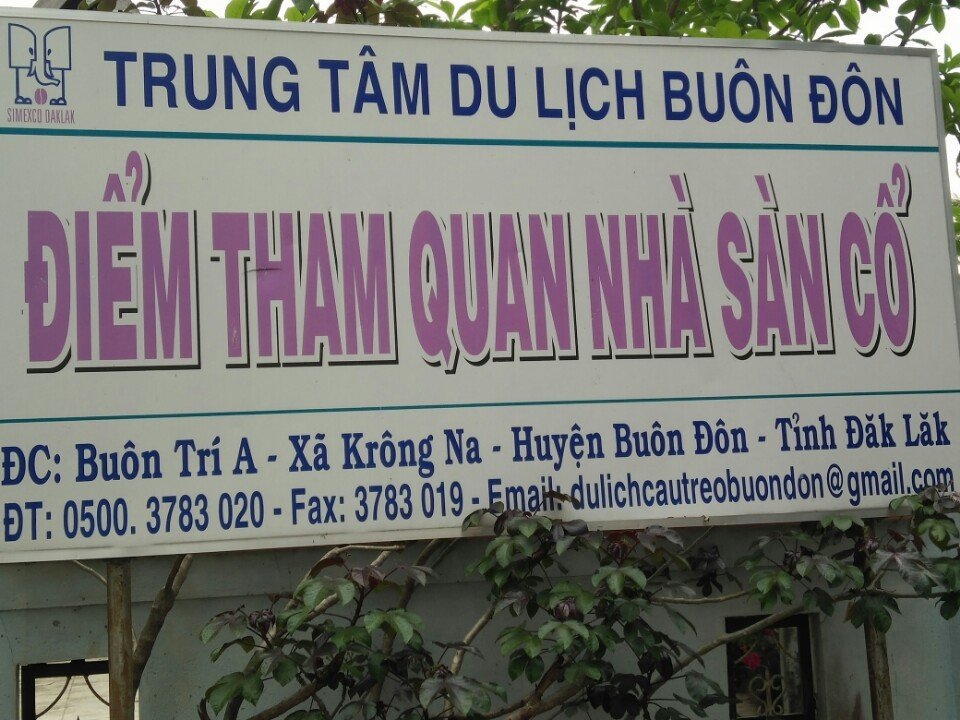 SIMEXCO DAKLAK
TRUNG TÂM DU LỊCH BUÔN ĐÔN
ĐIỂM THAM QUAN NHÀ SÀN CỔ
ĐC: Buôn Trí A - Xã Krông Na - Huyện Buôn Đôn - Tỉnh Đăk Lăk
ĐT: 0500. 3783 020 - Fax: 3783 019 - Email: dulichcautreobuondon@gmail.com